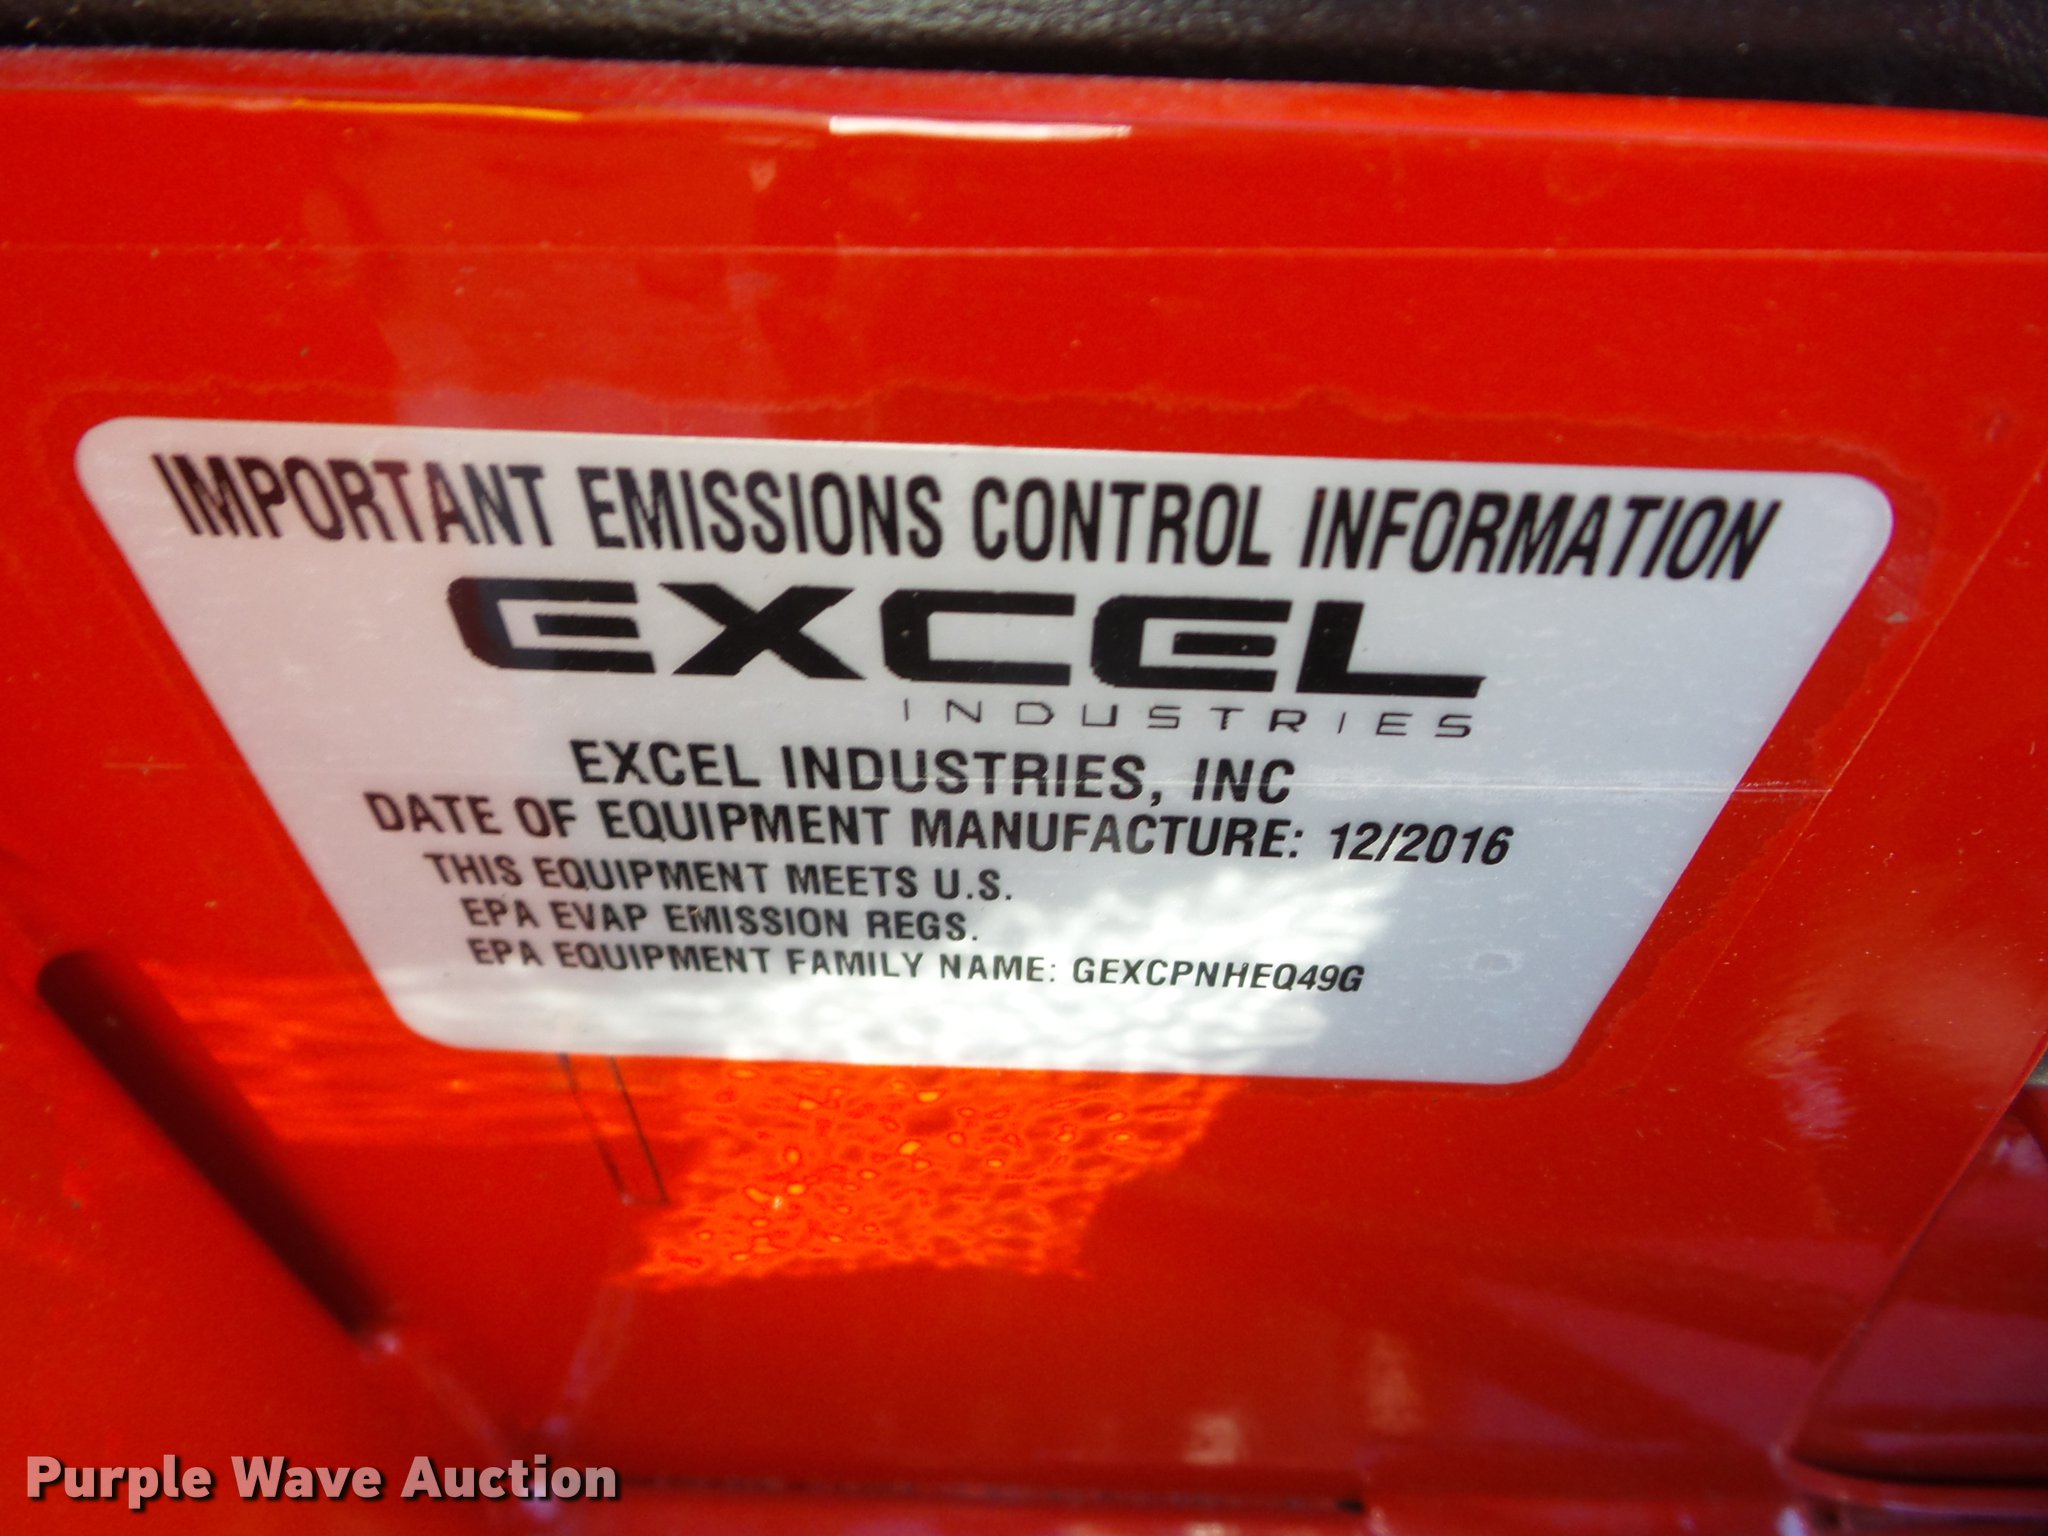 IMPORTANT EMISSIONS CONTROL INFORMATION
EXCEL
INDUSTRIES
EXCEL INDUSTRIES, INC
DATE OF EQUIPMENT MANUFACTURE: 12/2016
THIS EQUIPMENT MEETS U.S.
EPA EVAP EMISSION REGS.
EPA EQUIPMENT FAMILY NAME: GEXCPNHEQ49G
Purple Wave Auction